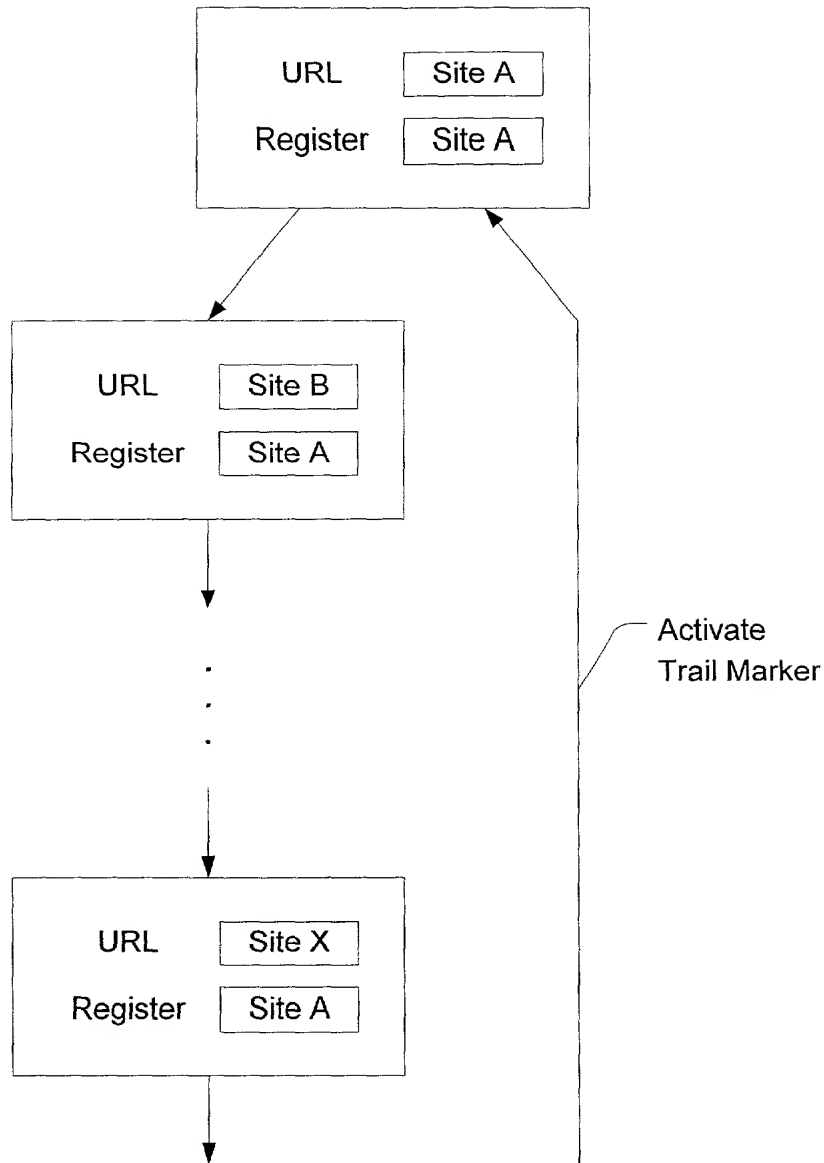 URL Site A
Register Site A
URL Site B
Register Site A
Activate
Trail Marker
URL Site X
Register Site A